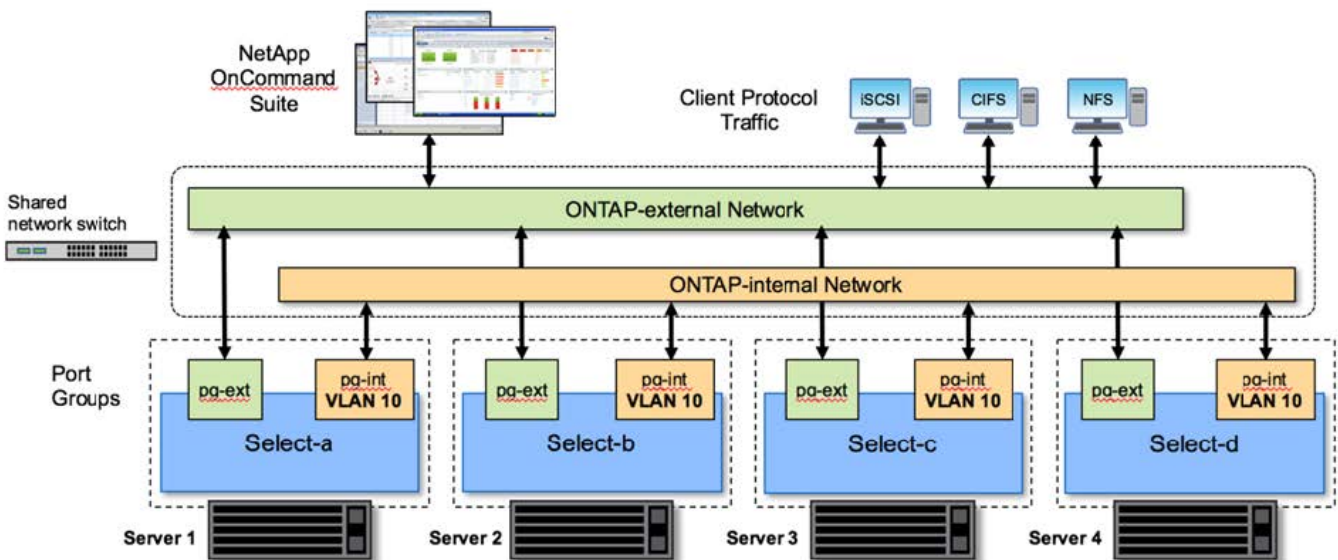 NetApp
OnCommand
Suite
Client Protocol
Traffic
iSCSI
CIFS
NFS
Shared
network switch
ONTAP-external Network
ONTAP-internal Network
Port
Groups
pg-ext
pg-int
VLAN 10
Select-a
pg-ext
pg-int
VLAN 10
Select-b
pg-ext
pg-int
VLAN 10
Select-c
pg-ext
pg-int
VLAN 10
Select-d
Server 1
Server 2
Server 3
Server 4